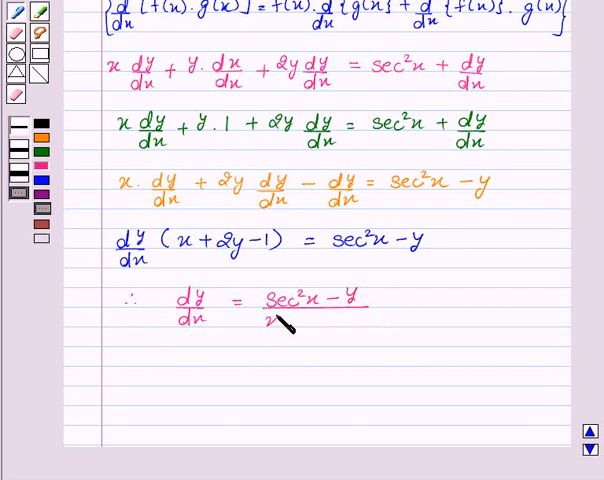 {d/dx [f(x) . g(x)] = f(x) . d/dx {g(x)} + d/dx {f(x)} . g(x)}
x dy/dx + y . dx/dx + 2y dy/dx = sec²x + dy/dx
x dy/dx + y . 1 + 2y dy/dx = sec²x + dy/dx
x . dy/dx + 2y dy/dx − dy/dx = sec²x − y
dy/dx (x + 2y − 1) = sec²x − y
∴ dy/dx = sec²x − y / x